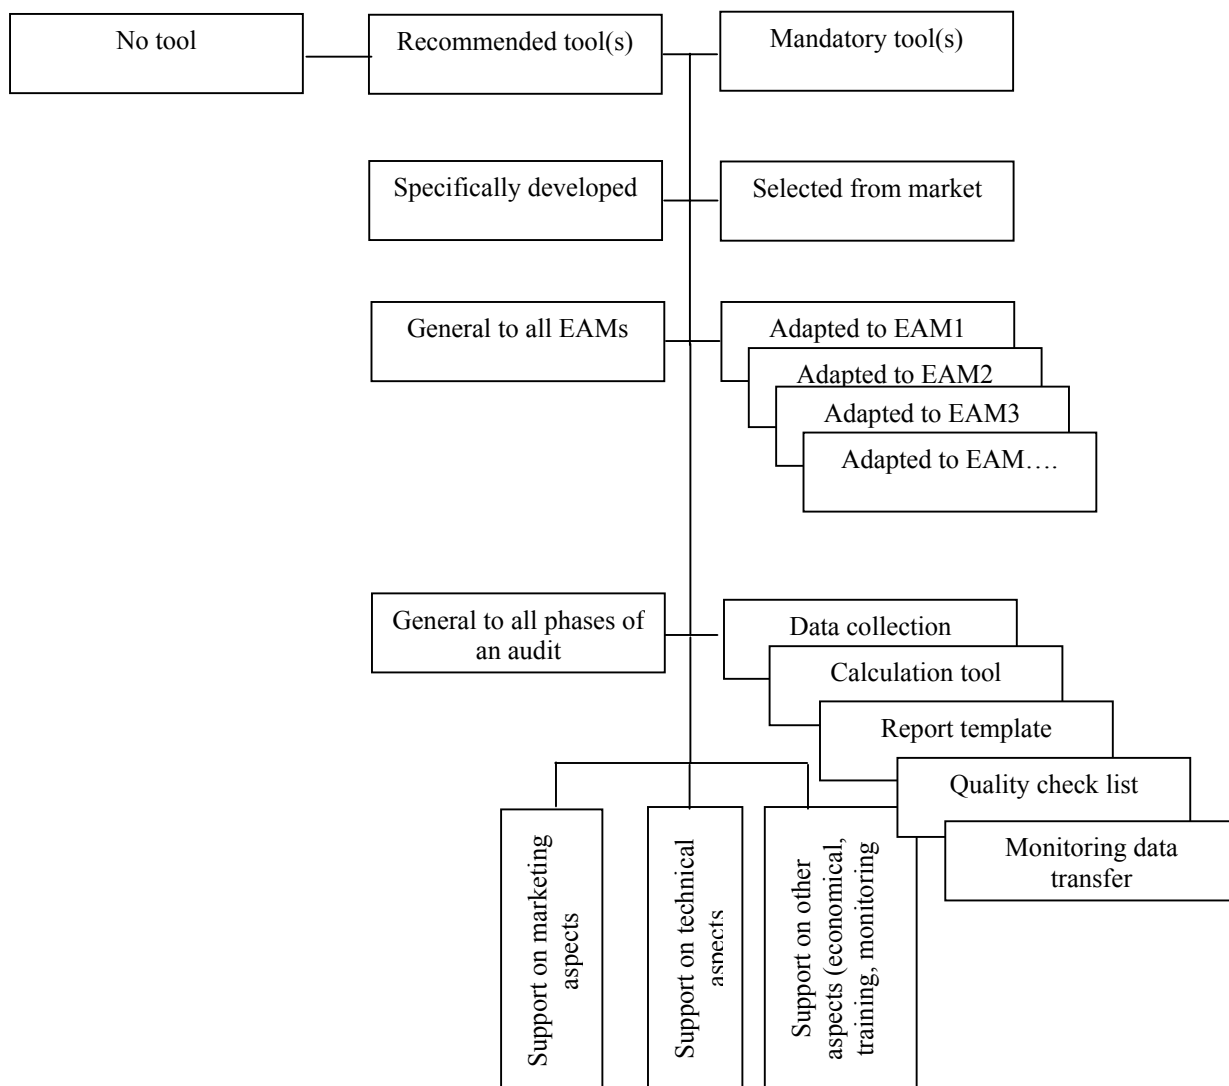 No tool
Recommended tool(s)
Mandatory tool(s)
Specifically developed
Selected from market
General to all EAMs
Adapted to EAM1
Adapted to EAM2
Adapted to EAM3
Adapted to EAM….
General to all phases of
an audit
Data collection
Calculation tool
Report template
Quality check list
Monitoring data
transfer
Support on marketing
aspects
Support on technical
aspects
Support on other
aspects (economical,
training, monitoring